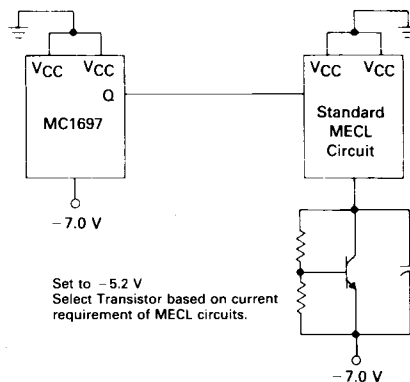 VCC VCC
Q
MC1697
-7.0 V
VCC VCC
Standard
MECL
Circuit
Set to -5.2 V
Select Transistor based on current
requirement of MECL circuits.
-7.0 V